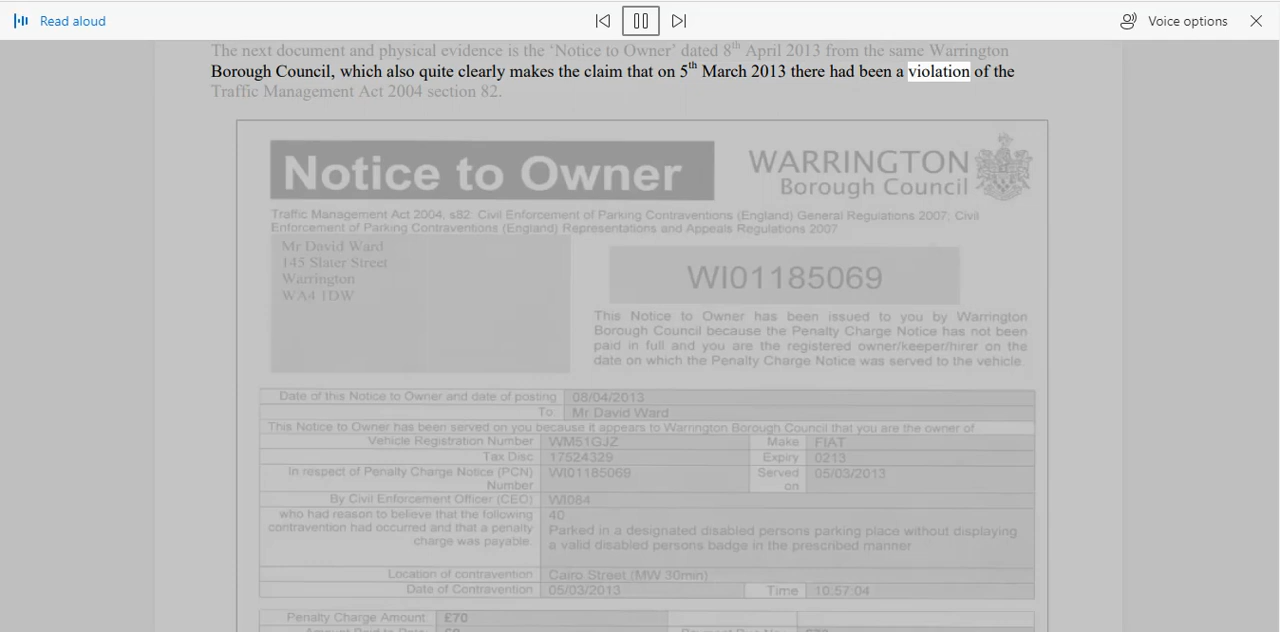 Read aloud
Voice options
The next document and physical evidence is the ‘Notice to Owner’ dated 8th April 2013 from the same Warrington
Borough Council, which also quite clearly makes the claim that on 5th March 2013 there had been a violation of the
Traffic Management Act 2004 section 82.
Notice to Owner
WARRINGTON
Borough Council
Traffic Management Act 2004, s82: Civil Enforcement of Parking Contraventions (England) General Regulations 2007; Civil
Enforcement of Parking Contraventions (England) Representations and Appeals Regulations 2007
Mr David Ward
145 Slater Street
Warrington
WA4 1DW
WI01185069
This Notice to Owner has been issued to you by Warrington
Borough Council because the Penalty Charge Notice has not been
paid in full and you are the registered owner/keeper/hirer on the
date on which the Penalty Charge Notice was served to the vehicle.
Date of this Notice to Owner and date of posting 08/04/2013
To: Mr David Ward
This Notice to Owner has been served on you because it appears to Warrington Borough Council that you are the owner of
Vehicle Registration Number WM51GJZ Make FIAT
Tax Disc 17524329 Expiry 0213
In respect of Penalty Charge Notice (PCN) WI01185069 Served 05/03/2013
Number on
By Civil Enforcement Officer (CEO) WI084
who had reason to believe that the following 40
contravention had occurred and that a penalty Parked in a designated disabled persons parking place without displaying
charge was payable. a valid disabled persons badge in the prescribed manner
Location of contravention Cairo Street (MW 30min)
Date of Contravention 05/03/2013 Time 10:57:04
Penalty Charge Amount: £70